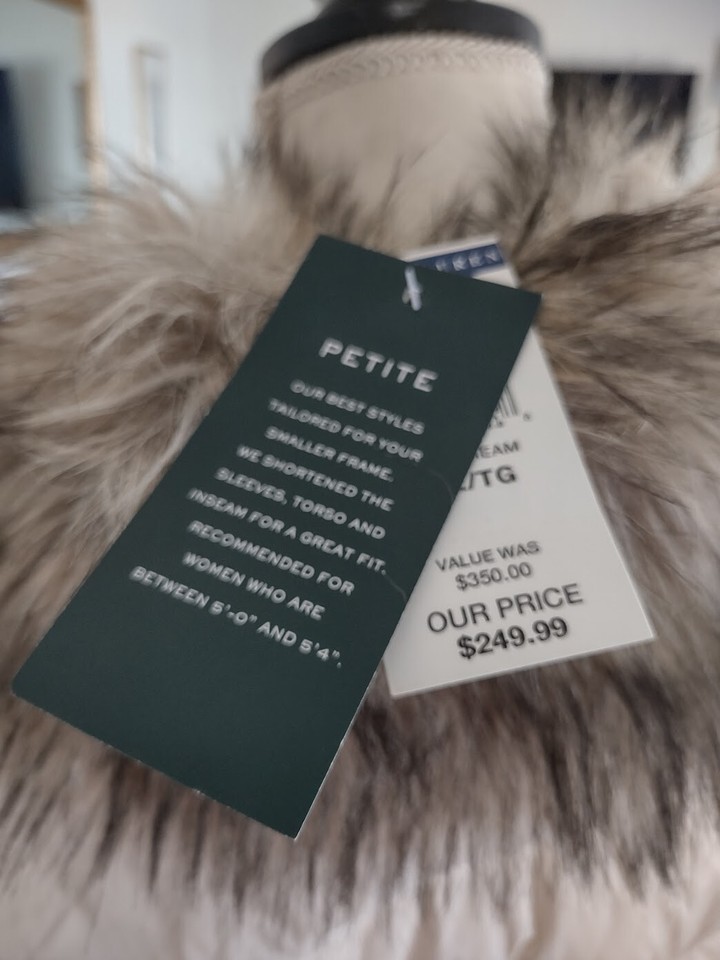 PETITE
OUR BEST STYLES
TAILORED FOR YOUR
SMALLER FRAME.
WE SHORTENED THE
SLEEVES, TORSO AND
INSEAM FOR A GREAT FIT.
RECOMMENDED FOR
WOMEN WHO ARE
BETWEEN 5'-0" AND 5'4".
/TG
VALUE WAS
$350.00
OUR PRICE
$249.99